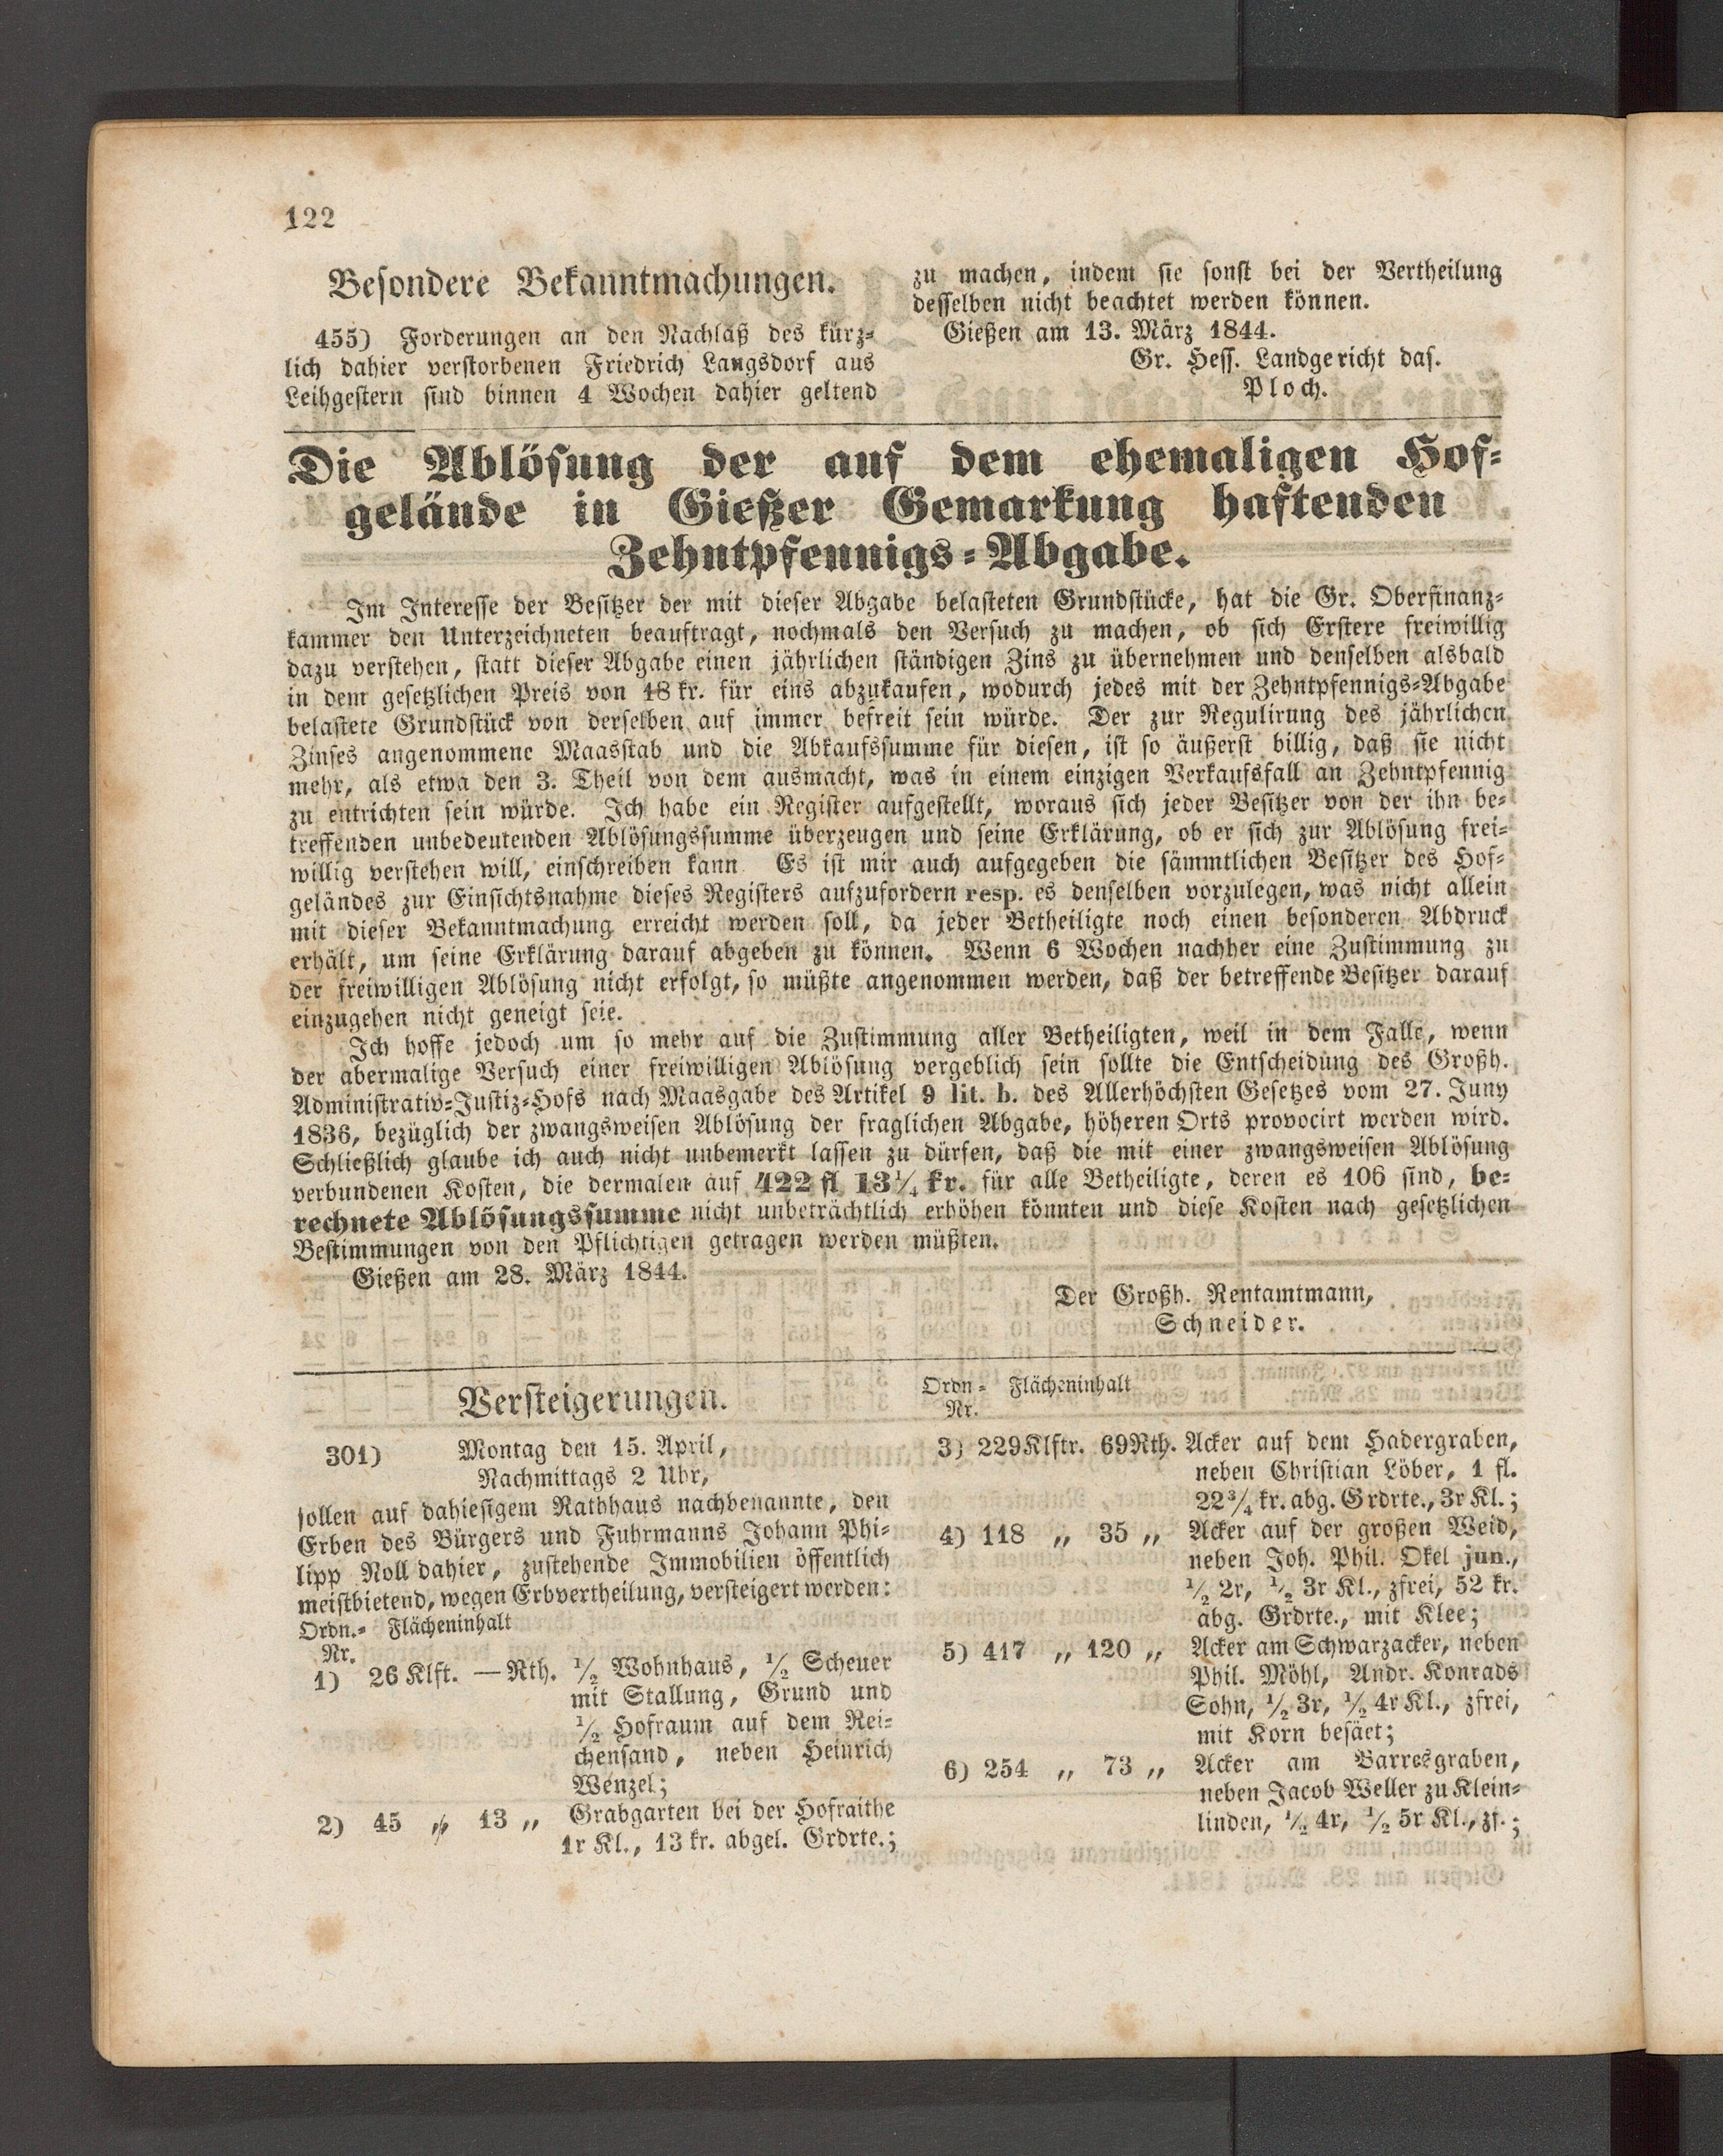 122
Besondere Bekanntmachungen.
455) Forderungen an den Nachlaß des kürz-
lich dahier verstorbenen Friedrich Langsdorf aus
Leihgestern sind binnen 4 Wochen dahier geltend
zu machen, indem sie sonst bei der Vertheilung
desselben nicht beachtet werden können.
Gießen am 13. März 1844.
Gr. Hess. Landgericht das.
Ploch.
Die Ablösung der auf dem ehemaligen Hof-
gelände in Gießer Gemarkung haftenden
Zehntpfennigs-Abgabe.
Im Interesse der Besitzer der mit dieser Abgabe belasteten Grundstücke, hat die Gr. Oberfinanz-
kammer den Unterzeichneten beauftragt, nochmals den Versuch zu machen, ob sich Erstere freiwillig
dazu verstehen, statt dieser Abgabe einen jährlichen ständigen Zins zu übernehmen und denselben alsbald
in dem gesetzlichen Preis von 18 kr. für eins abzukaufen, wodurch jedes mit der Zehntpfennigs-Abgabe
belastete Grundstück von derselben auf immer befreit sein würde. Der zur Regulirung des jährlichen
Zinses angenommene Maasstab und die Abkaufssumme für diesen, ist so äußerst billig, daß sie nicht
mehr, als etwa den 3. Theil von dem ausmacht, was in einem einzigen Verkaufsfall an Zehntpfennig
zu entrichten sein würde. Ich habe ein Register aufgestellt, woraus sich jeder Besitzer von der ihn be-
treffenden unbedeutenden Ablösungssumme überzeugen und seine Erklärung, ob er sich zur Ablösung frei-
willig verstehen will, einschreiben kann Es ist mir auch aufgegeben die sämmtlichen Besitzer des Hof-
geländes zur Einsichtsnahme dieses Registers aufzufordern resp. es denselben vorzulegen, was nicht allein
mit dieser Bekanntmachung erreicht werden soll, da jeder Betheiligte noch einen besonderen Abdruck
erhält, um seine Erklärung darauf abgeben zu können. Wenn 6 Wochen nachher eine Zustimmung zu
der freiwilligen Ablösung nicht erfolgt, so müßte angenommen werden, daß der betreffende Besitzer darauf
einzugehen nicht geneigt seie.
Ich hoffe jedoch um so mehr auf die Zustimmung aller Betheiligten, weil in dem Falle, wenn
der abermalige Versuch einer freiwilligen Ablösung vergeblich sein sollte die Entscheidung des Großh.
Administrativ-Justiz-Hofs nach Maasgabe des Artikel 9 lit. b. des Allerhöchsten Gesetzes vom 27. Juny
1836, bezüglich der zwangsweisen Ablösung der fraglichen Abgabe, höheren Orts provocirt werden wird.
Schließlich glaube ich auch nicht unbemerkt lassen zu dürfen, daß die mit einer zwangsweisen Ablösung
verbundenen Kosten, die dermalen auf 422 fl 13¼ kr. für alle Betheiligte, deren es 106 sind, be-
rechnete Ablösungssumme nicht unbeträchtlich erhöhen könnten und diese Kosten nach gesetzlichen
Bestimmungen von den Pflichtigen getragen werden müßten.
Gießen am 28. März 1844.
Der Großh. Rentamtmann,
Schneider.
Versteigerungen.
301) Montag den 15. April,
Nachmittags 2 Uhr,
sollen auf dahiesigem Rathhaus nachbenannte, den
Erben des Bürgers und Fuhrmanns Johann Phi-
lipp Noll dahier, zustehende Immobilien öffentlich
meistbietend, wegen Erbvertheilung, versteigert werden:
Ordn.- Flächeninhalt
Nr.
1) 26 Klft. — Rth. ½ Wohnhaus, ½ Scheuer
mit Stallung, Grund und
½ Hofraum auf dem Rei-
chensand, neben Heinrich
Wenzel;
2) 45 „ 13 „ Grabgarten bei der Hofraithe
1r Kl., 13 kr. abgel. Grdrte.;
Ordn- Flächeninhalt
Nr.
3) 229 Klftr. 69 Rth. Acker auf dem Hadergraben,
neben Christian Löber, 1 fl.
22¾ kr. abg. Grdrte., 3r Kl.;
4) 118 „ 35 „ Acker auf der großen Weid,
neben Joh. Phil. Okel jun.,
½ 2r, ½ 3r Kl., zfrei, 52 kr.
abg. Grdrte., mit Klee;
5) 417 „ 120 „ Acker am Schwarzacker, neben
Phil. Möhl, Andr. Konrads
Sohn, ½ 3r, ½ 4r Kl., zfrei,
mit Korn besäet;
6) 254 „ 73 „ Acker am Barresgraben,
neben Jacob Weller zu Klein-
linden, ½ 4r, ½ 5r Kl., zf.;